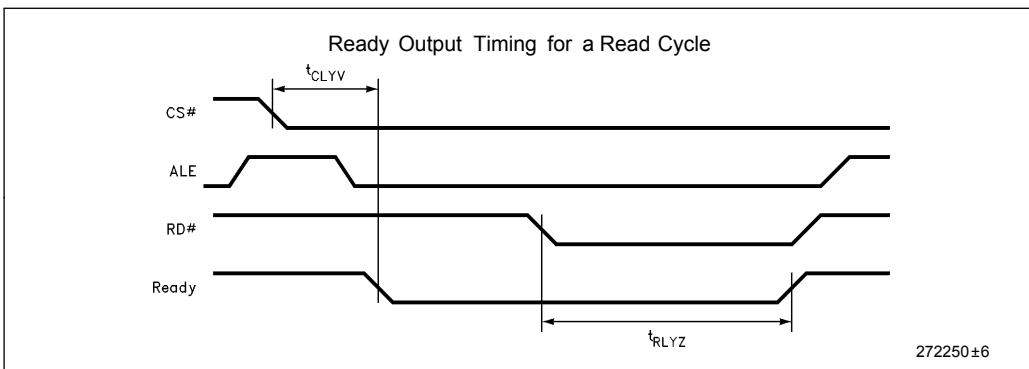 Ready Output Timing for a Read Cycle
tCLYV
CS#
ALE
RD#
Ready
tRLYZ
272250±6